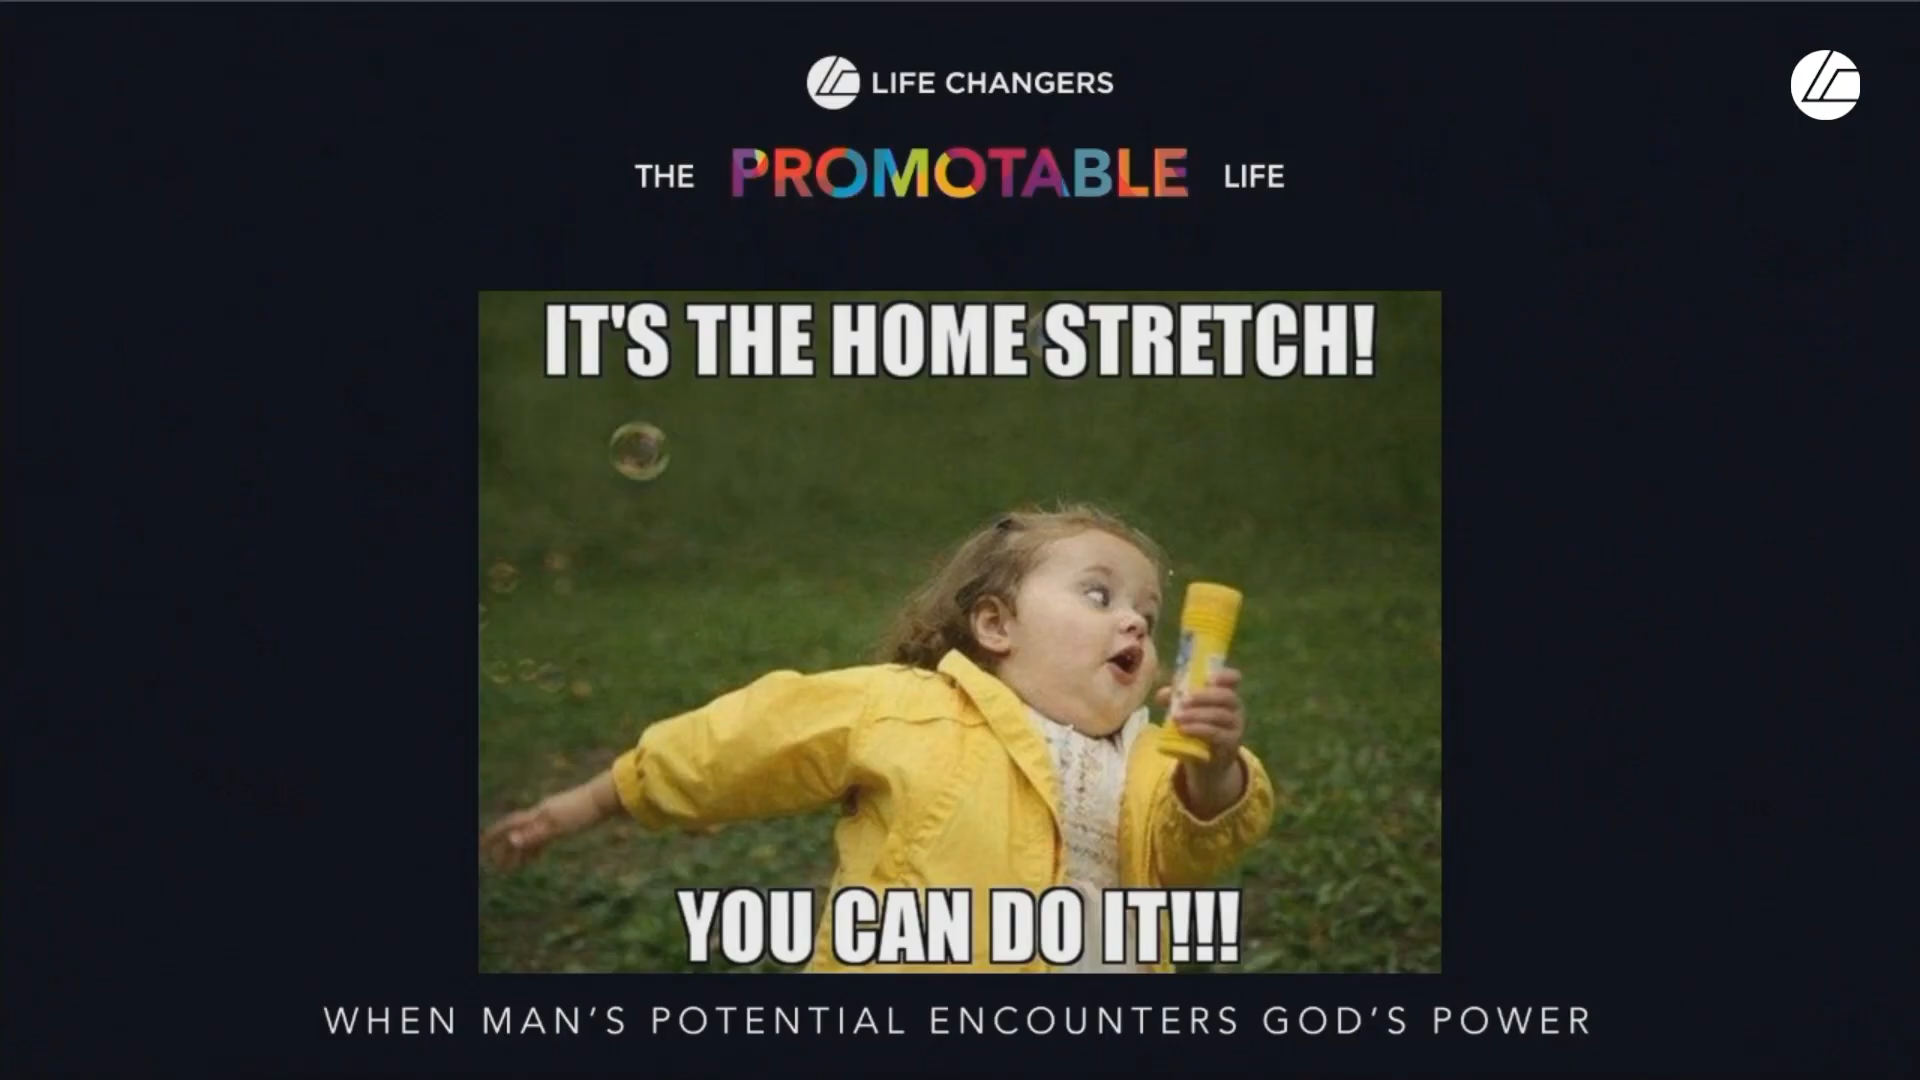 LIFE CHANGERS
THE PROMOTABLE LIFE
IT'S THE HOME STRETCH!
YOU CAN DO IT!!!
WHEN MAN'S POTENTIAL ENCOUNTERS GOD'S POWER